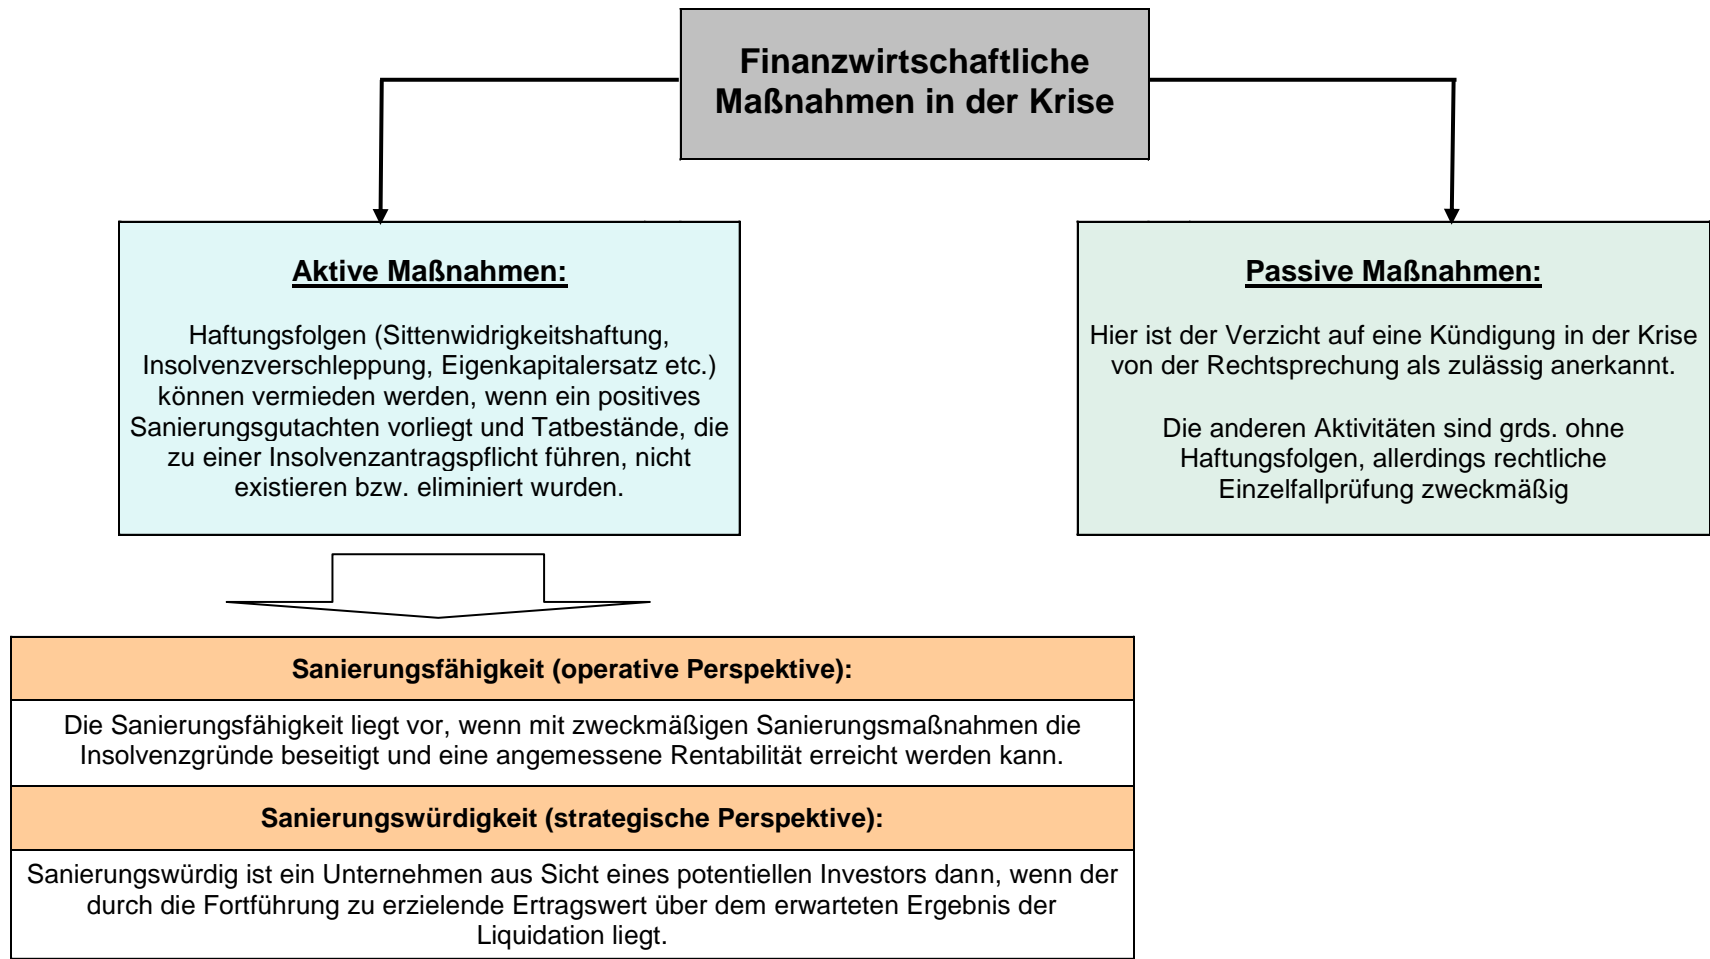 Finanzwirtschaftliche
Maßnahmen in der Krise
Aktive Maßnahmen:
Haftungsfolgen (Sittenwidrigkeitshaftung,
Insolvenzverschleppung, Eigenkapitalersatz etc.)
können vermieden werden, wenn ein positives
Sanierungsgutachten vorliegt und Tatbestände, die
zu einer Insolvenzantragspflicht führen, nicht
existieren bzw. eliminiert wurden.
Passive Maßnahmen:
Hier ist der Verzicht auf eine Kündigung in der Krise
von der Rechtsprechung als zulässig anerkannt.
Die anderen Aktivitäten sind grds. ohne
Haftungsfolgen, allerdings rechtliche
Einzelfallprüfung zweckmäßig
Sanierungsfähigkeit (operative Perspektive):
Die Sanierungsfähigkeit liegt vor, wenn mit zweckmäßigen Sanierungsmaßnahmen die
Insolvenzgründe beseitigt und eine angemessene Rentabilität erreicht werden kann.
Sanierungswürdigkeit (strategische Perspektive):
Sanierungswürdig ist ein Unternehmen aus Sicht eines potentiellen Investors dann, wenn der
durch die Fortführung zu erzielende Ertragswert über dem erwarteten Ergebnis der
Liquidation liegt.